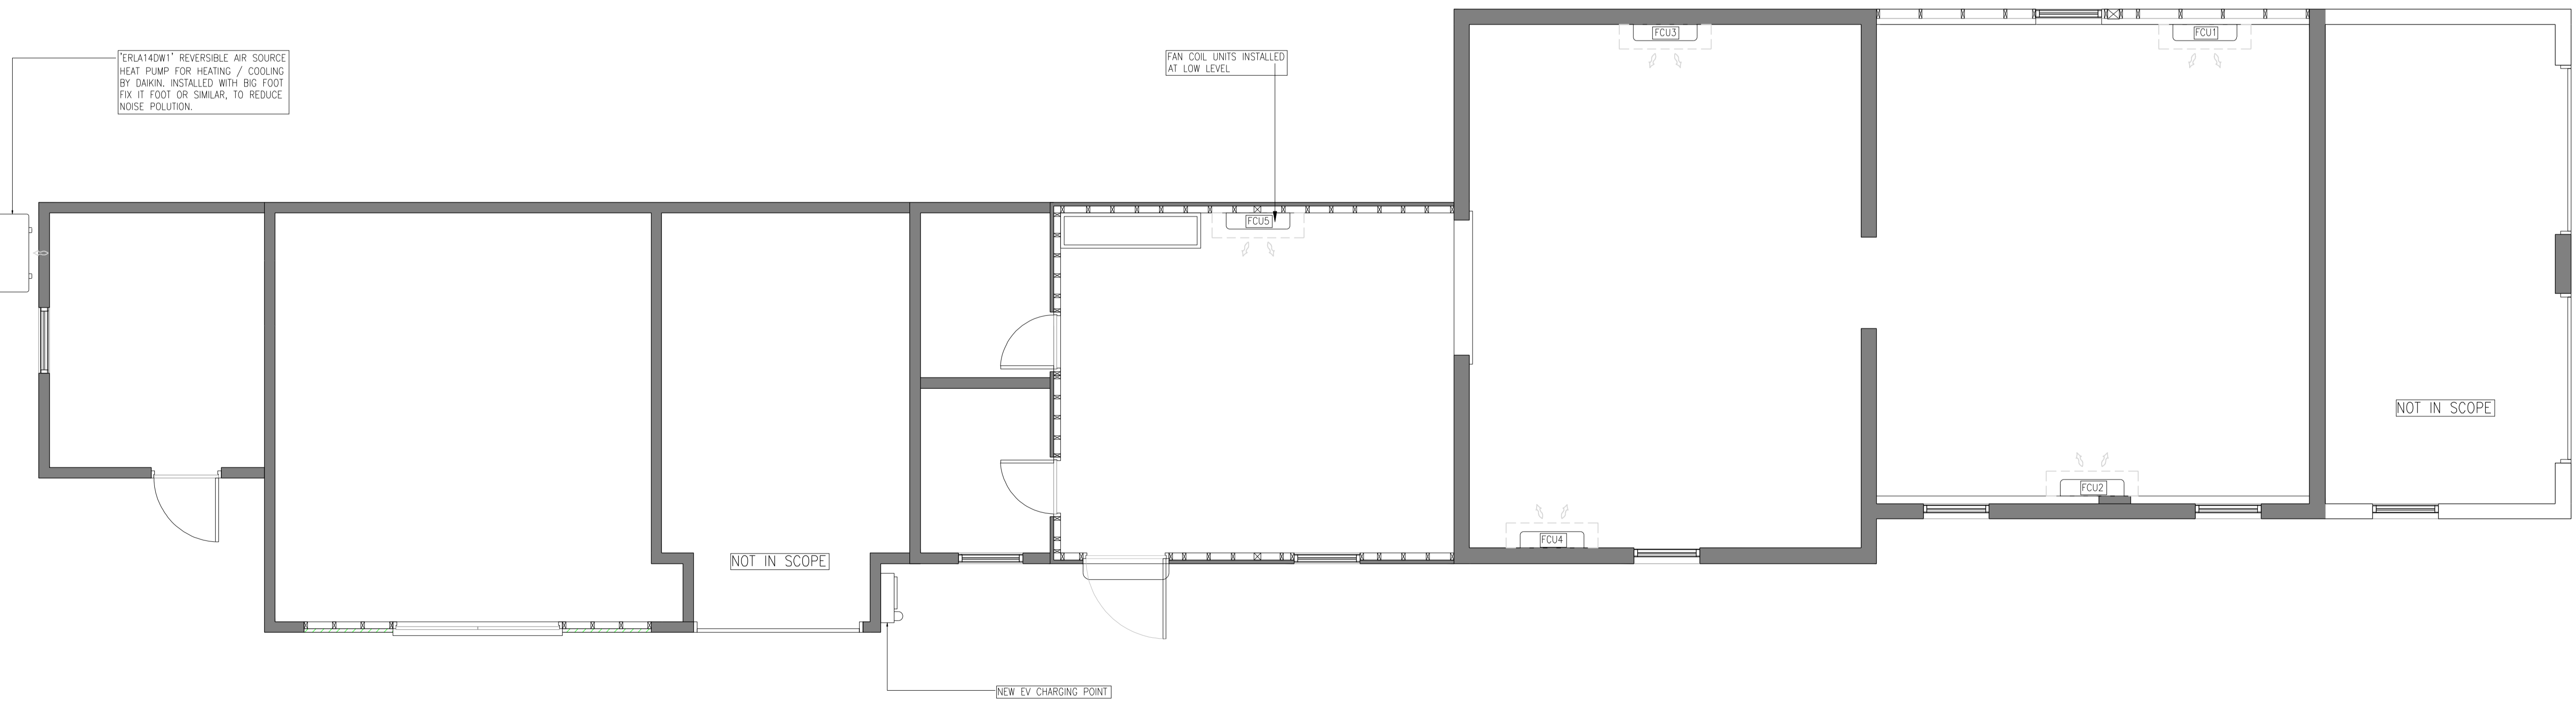 'ERLA14DW1' REVERSIBLE AIR SOURCE
HEAT PUMP FOR HEATING / COOLING
BY DAIKIN. INSTALLED WITH BIG FOOT
FIX IT FOOT OR SIMILAR, TO REDUCE
NOISE POLUTION.
FAN COIL UNITS INSTALLED
AT LOW LEVEL
FCU3
FCU1
FCU5
NOT IN SCOPE
FCU2
FCU4
NOT IN SCOPE
NEW EV CHARGING POINT